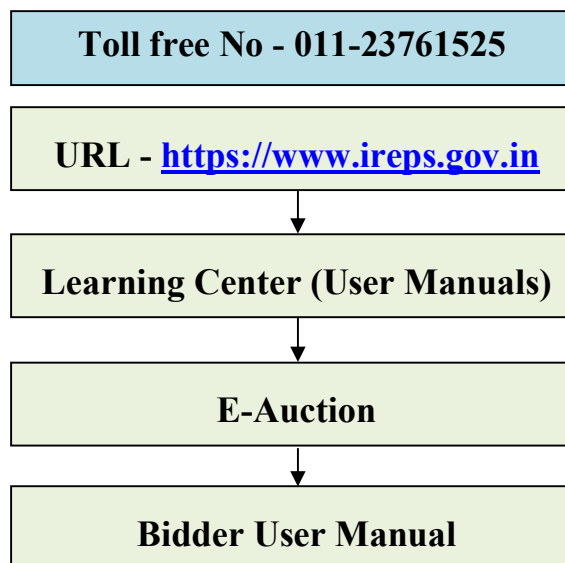 Toll free No - 011-23761525
URL - https://www.ireps.gov.in
Learning Center (User Manuals)
E-Auction
Bidder User Manual